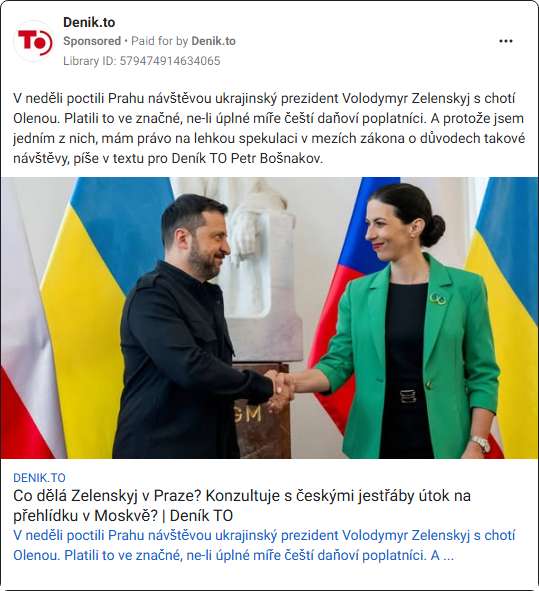 Denik.to
Sponsored • Paid for by Denik.to
Library ID: 579474914634065
TO
V neděli poctili Prahu návštěvou ukrajinský prezident Volodymyr Zelenskyj s chotí
Olenou. Platili to ve značné, ne-li úplné míře čeští daňoví poplatníci. A protože jsem
jedním z nich, mám právo na lehkou spekulaci v mezích zákona o důvodech takové
návštěvy, píše v textu pro Deník TO Petr Bošnakov.
GM
DENIK.TO
Co dělá Zelenskyj v Praze? Konzultuje s českými jestřáby útok na
přehlídku v Moskvě? | Deník TO
V neděli poctili Prahu návštěvou ukrajinský prezident Volodymyr Zelenskyj s chotí
Olenou. Platili to ve značné, ne-li úplné míře čeští daňoví poplatníci. A ...